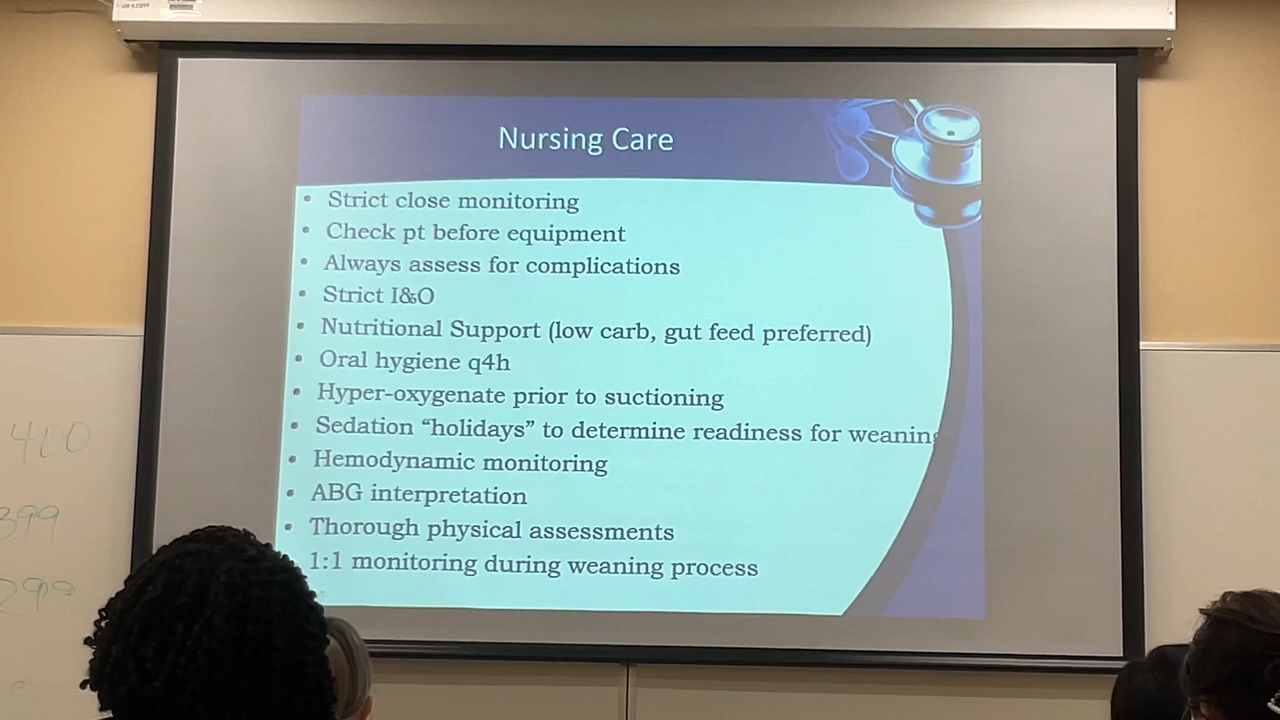 Nursing Care
• Strict close monitoring
• Check pt before equipment
• Always assess for complications
• Strict I&O
• Nutritional Support (low carb, gut feed preferred)
• Oral hygiene q4h
• Hyper-oxygenate prior to suctioning
• Sedation “holidays” to determine readiness for weaning
• Hemodynamic monitoring
• ABG interpretation
• Thorough physical assessments
1:1 monitoring during weaning process
399
299